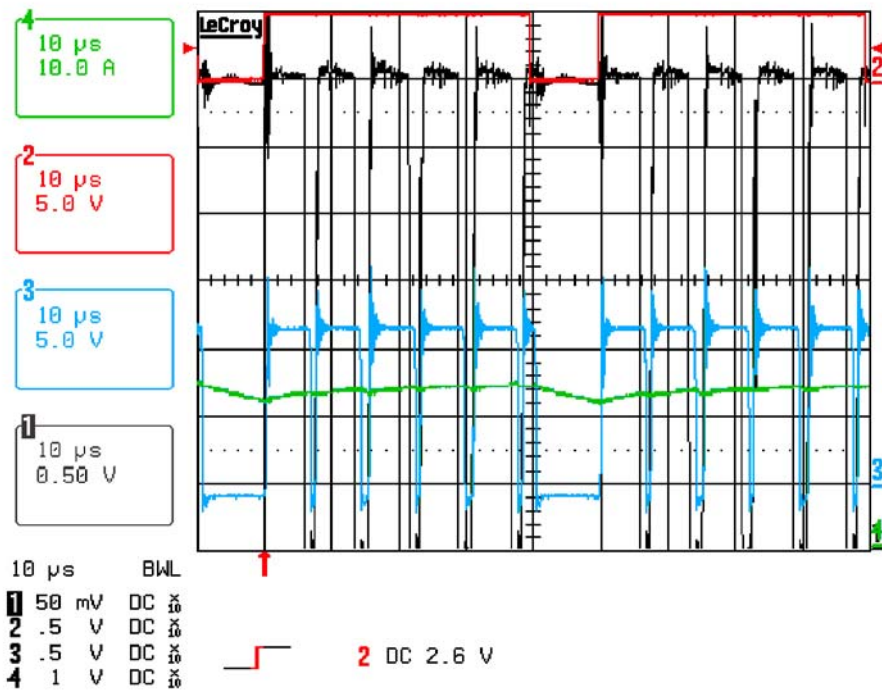 4
10 µs
10.0 A
LeCroy
2
10 µs
5.0 V
2
3
10 µs
5.0 V
1
10 µs
0.50 V
3
4
10 µs BWL
1 50 mV DC X10
2 .5 V DC X10
3 .5 V DC X10
4 1 V DC X10
2 DC 2.6 V